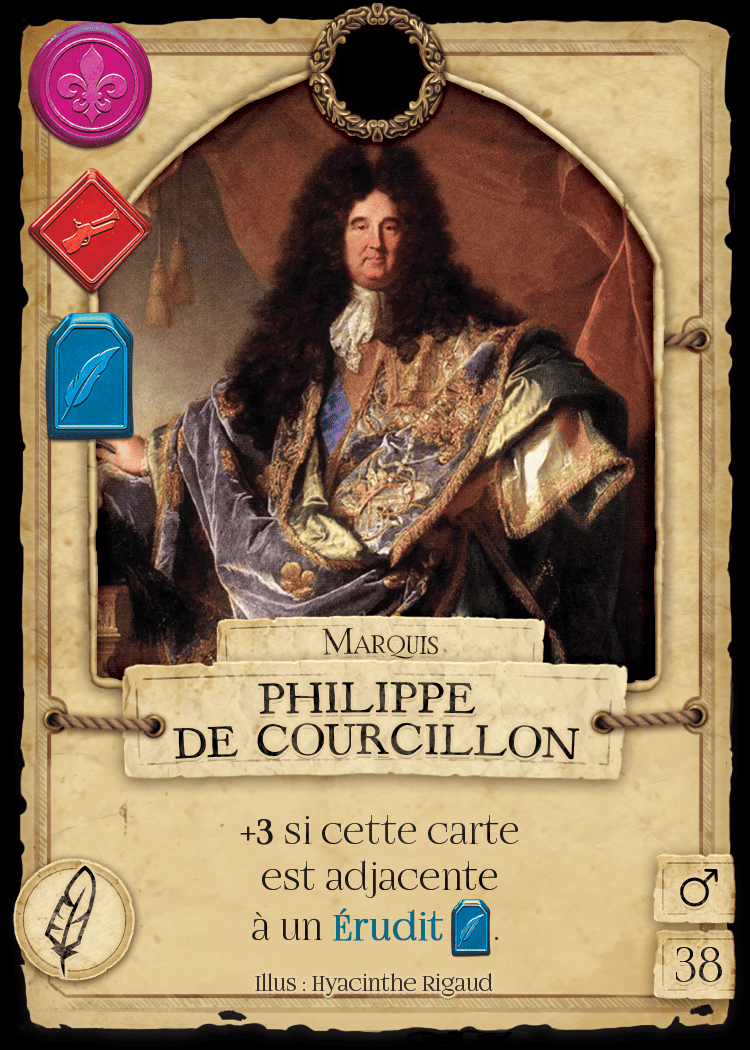 MARQUIS
PHILIPPE
DE COURCILLON
+3 si cette carte
est adjacente
à un Érudit .
Illus : Hyacinthe Rigaud
♂
38